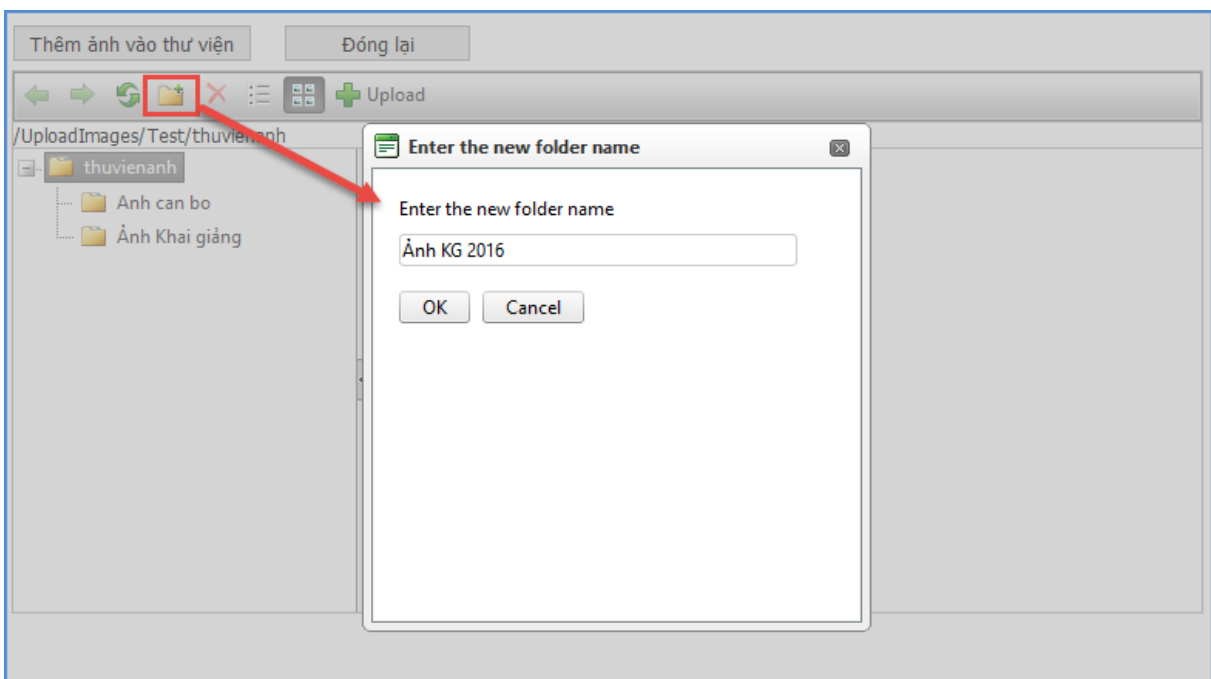 Thêm ảnh vào thư viện Đóng lại
Upload
/UploadImages/Test/thuvienanh
thuvienanh
Anh can bo
Ảnh Khai giảng
Enter the new folder name
Enter the new folder name
Ảnh KG 2016
OK Cancel